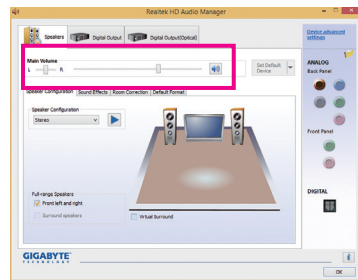 Realtek HD Audio Manager
Speakers
Digital Output
Digital Output(Optical)
Device advanced
settings
Main Volume
L
R
Set Default
Device
ANALOG
Back Panel
Speaker Configuration
Sound Effects
Room Correction
Default Format
Speaker Configuration
Stereo
Front Panel
Full-range Speakers
Front left and right
Surround speakers
Virtual Surround
DIGITAL
GIGABYTE
TECHNOLOGY
OK